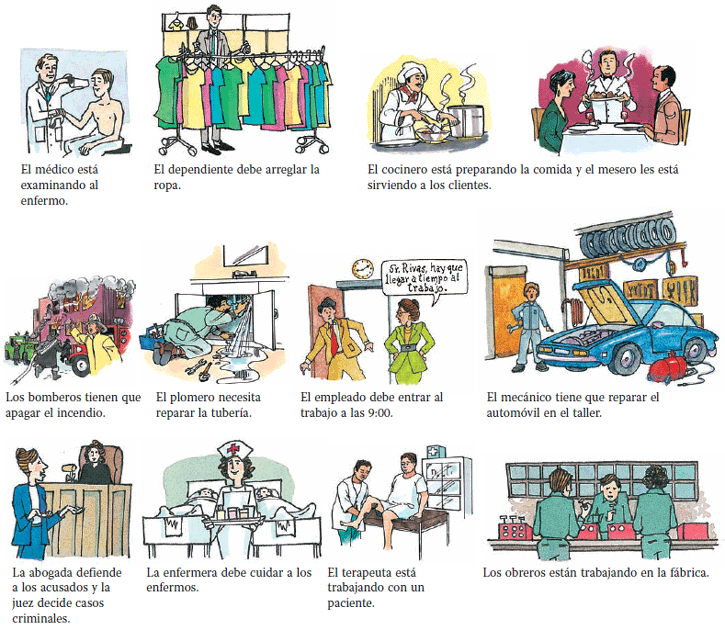 El médico está
examinando al
enfermo.
El dependiente debe arreglar la
ropa.
El cocinero está preparando la comida y el mesero les está
sirviendo a los clientes.
Sr. Rivas, hay que
llegar a tiempo al
trabajo.
Los bomberos tienen que
apagar el incendio.
El plomero necesita
reparar la tubería.
El empleado debe entrar al
trabajo a las 9:00.
El mecánico tiene que reparar el
automóvil en el taller.
La abogada defiende
a los acusados y la
juez decide casos
criminales.
La enfermera debe cuidar a los
enfermos.
El terapeuta está
trabajando con un
paciente.
Los obreros están trabajando en la fábrica.